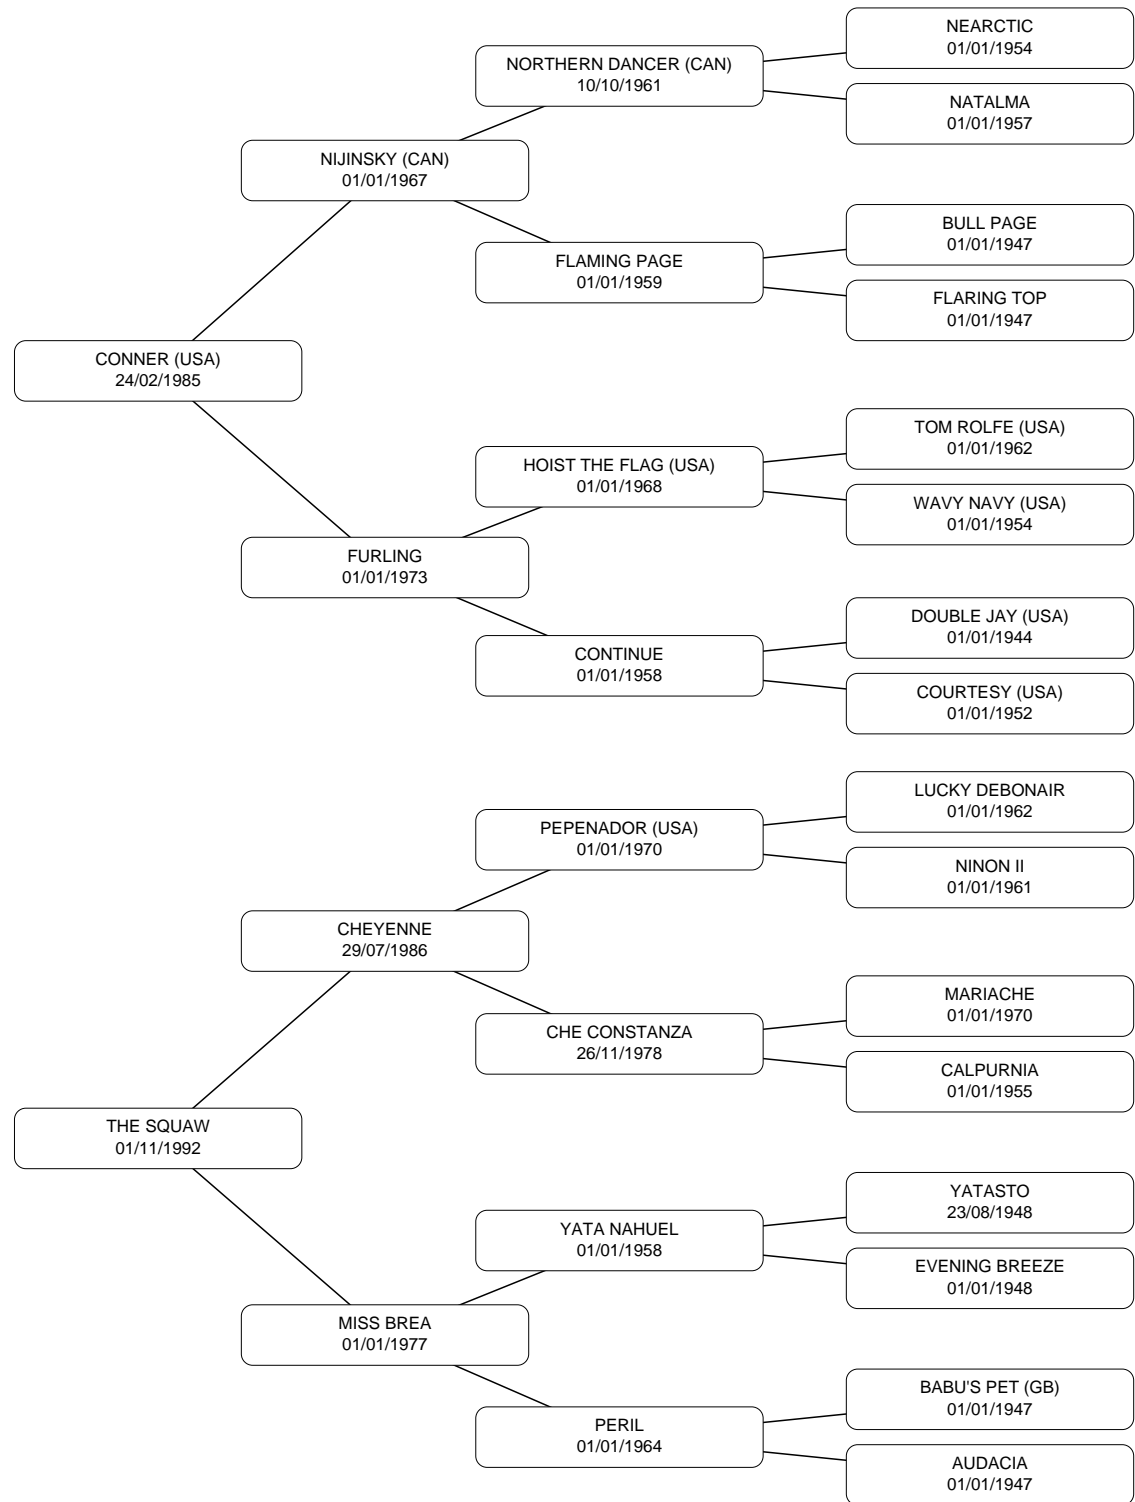 NEARCTIC
01/01/1954
NORTHERN DANCER (CAN)
10/10/1961
NATALMA
01/01/1957
NIJINSKY (CAN)
01/01/1967
BULL PAGE
01/01/1947
FLAMING PAGE
01/01/1959
FLARING TOP
01/01/1947
CONNER (USA)
24/02/1985
TOM ROLFE (USA)
01/01/1962
HOIST THE FLAG (USA)
01/01/1968
WAVY NAVY (USA)
01/01/1954
FURLING
01/01/1973
DOUBLE JAY (USA)
01/01/1944
CONTINUE
01/01/1958
COURTESY (USA)
01/01/1952
LUCKY DEBONAIR
01/01/1962
PEPENADOR (USA)
01/01/1970
NINON II
01/01/1961
CHEYENNE
29/07/1986
MARIACHE
01/01/1970
CHE CONSTANZA
26/11/1978
CALPURNIA
01/01/1955
THE SQUAW
01/11/1992
YATASTO
23/08/1948
YATA NAHUEL
01/01/1958
EVENING BREEZE
01/01/1948
MISS BREA
01/01/1977
BABU'S PET (GB)
01/01/1947
PERIL
01/01/1964
AUDACIA
01/01/1947